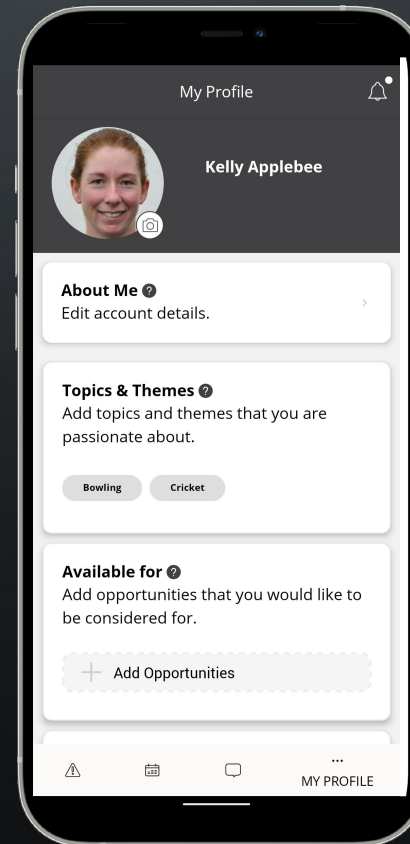 My Profile
Kelly Applebee
About Me
Edit account details.
Topics & Themes
Add topics and themes that you are
passionate about.
Bowling Cricket
Available for
Add opportunities that you would like to
be considered for.
Add Opportunities
MY PROFILE